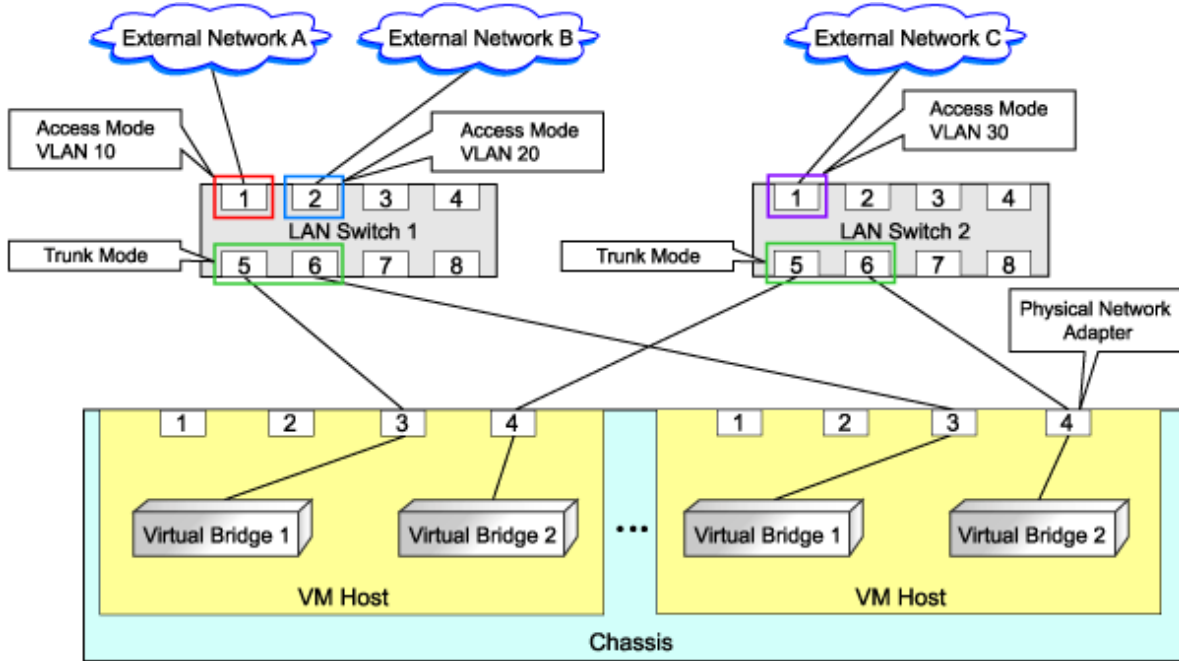 External Network A
External Network B
External Network C
Access Mode
VLAN 10
Access Mode
VLAN 20
Access Mode
VLAN 30
1
2
3
4
1
2
3
4
LAN Switch 1
LAN Switch 2
Trunk Mode
Trunk Mode
5
6
7
8
5
6
7
8
Physical Network
Adapter
1
2
3
4
1
2
3
4
Virtual Bridge 1
Virtual Bridge 2
•••
Virtual Bridge 1
Virtual Bridge 2
VM Host
VM Host
Chassis